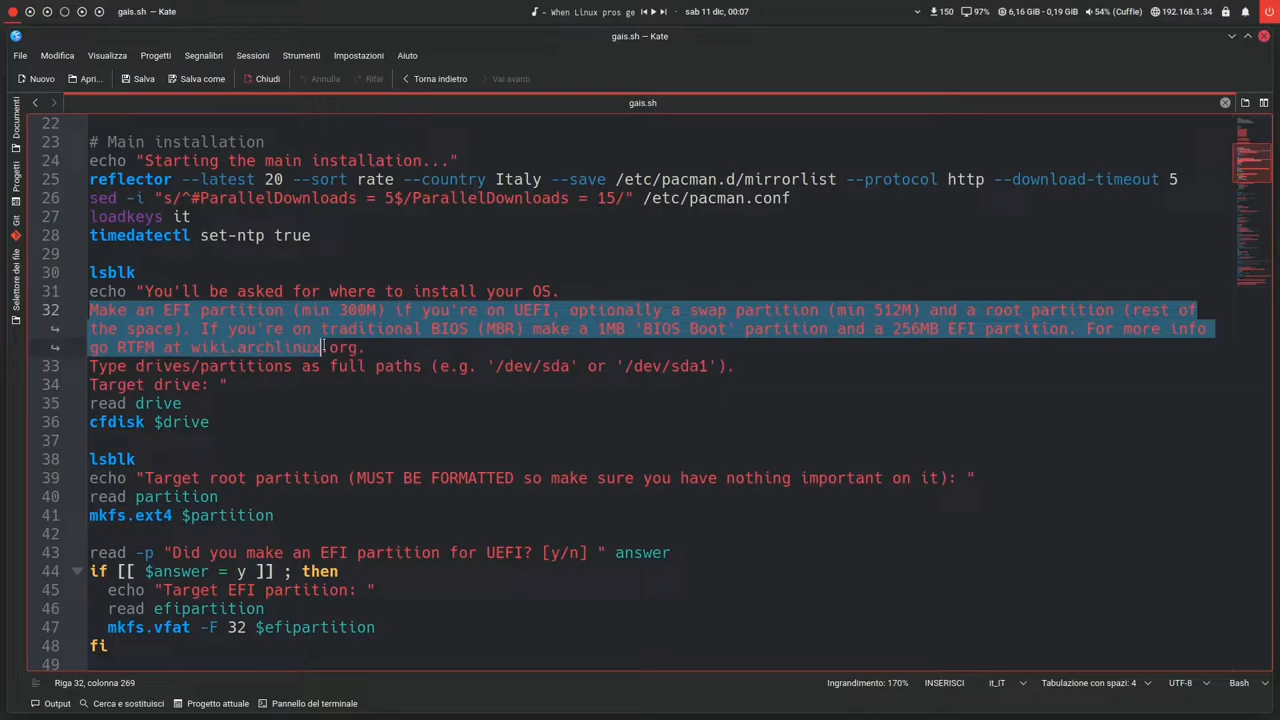 gais.sh — Kate
- When Linux pros ge
sab 11 dic, 00:07
150
97%
6,16 GiB - 0,19 GiB
54% (Cuffie)
192.168.1.34
gais.sh — Kate
File Modifica Visualizza Progetti Segnalibri Sessioni Strumenti Impostazioni Aiuto
Nuovo Apri... Salva Salva come Chiudi Annulla Rifai Torna indietro Vai avanti
gais.sh
Documenti
Progetti
Git
Selettore dei file
22
23 # Main installation
24 echo "Starting the main installation..."
25 reflector --latest 20 --sort rate --country Italy --save /etc/pacman.d/mirrorlist --protocol http --download-timeout 5
26 sed -i "s/^#ParallelDownloads = 5$/ParallelDownloads = 15/" /etc/pacman.conf
27 loadkeys it
28 timedatectl set-ntp true
29
30 lsblk
31 echo "You'll be asked for where to install your OS.
32 Make an EFI partition (min 300M) if you're on UEFI, optionally a swap partition (min 512M) and a root partition (rest of
the space). If you're on traditional BIOS (MBR) make a 1MB 'BIOS Boot' partition and a 256MB EFI partition. For more info
go RTFM at wiki.archlinux.org.
33 Type drives/partitions as full paths (e.g. '/dev/sda' or '/dev/sda1').
34 Target drive: "
35 read drive
36 cfdisk $drive
37
38 lsblk
39 echo "Target root partition (MUST BE FORMATTED so make sure you have nothing important on it): "
40 read partition
41 mkfs.ext4 $partition
42
43 read -p "Did you make an EFI partition for UEFI? [y/n] " answer
44 if [[ $answer = y ]] ; then
45 echo "Target EFI partition: "
46 read efipartition
47 mkfs.vfat -F 32 $efipartition
48 fi
49
Riga 32, colonna 269
Ingrandimento: 170% INSERISCI it_IT Tabulazione con spazi: 4 UTF-8 Bash
Output Cerca e sostituisci Progetto attuale Pannello del terminale